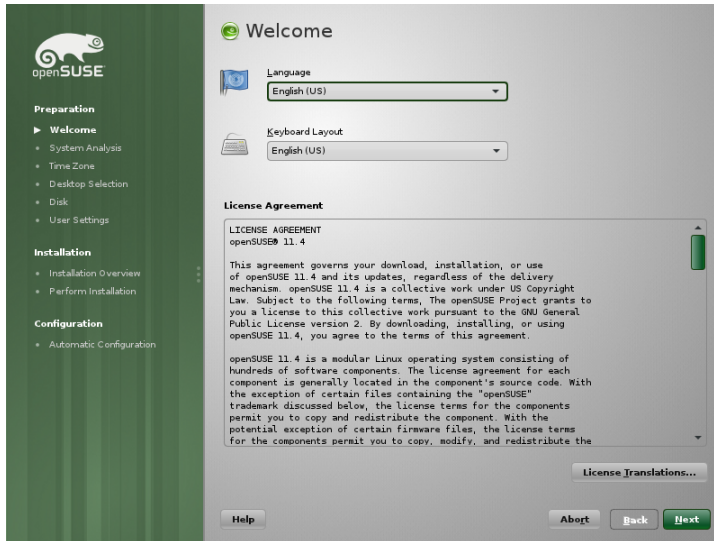 openSUSE
Preparation
Welcome
System Analysis
Time Zone
Desktop Selection
Disk
User Settings
Installation
Installation Overview
Perform Installation
Configuration
Automatic Configuration
Welcome
Language
English (US)
Keyboard Layout
English (US)
License Agreement
LICENSE AGREEMENT
openSUSE® 11.4
This agreement governs your download, installation, or use
of openSUSE 11.4 and its updates, regardless of the delivery
mechanism. openSUSE 11.4 is a collective work under US Copyright
Law. Subject to the following terms, The openSUSE Project grants to
you a license to this collective work pursuant to the GNU General
Public License version 2. By downloading, installing, or using
openSUSE 11.4, you agree to the terms of this agreement.
openSUSE 11.4 is a modular Linux operating system consisting of
hundreds of software components. The license agreement for each
component is generally located in the component's source code. With
the exception of certain files containing the "openSUSE"
trademark discussed below, the license terms for the components
permit you to copy and redistribute the component. With the
potential exception of certain firmware files, the license terms
for the components permit you to copy, modify, and redistribute the
License Translations...
Help
Abort
Back
Next